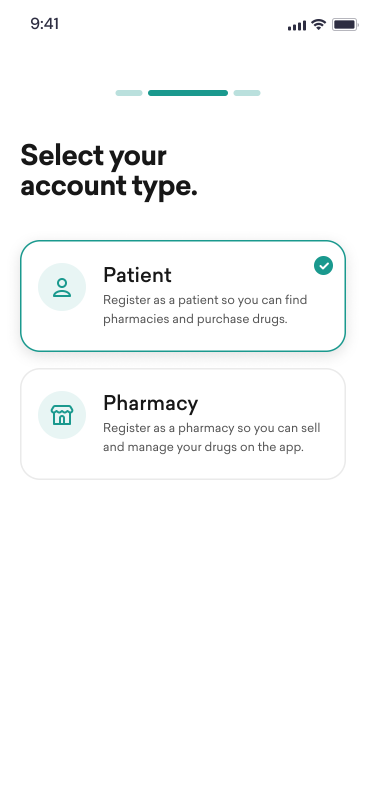 9:41
Select your
account type.
Patient
Register as a patient so you can find
pharmacies and purchase drugs.
Pharmacy
Register as a pharmacy so you can sell
and manage your drugs on the app.